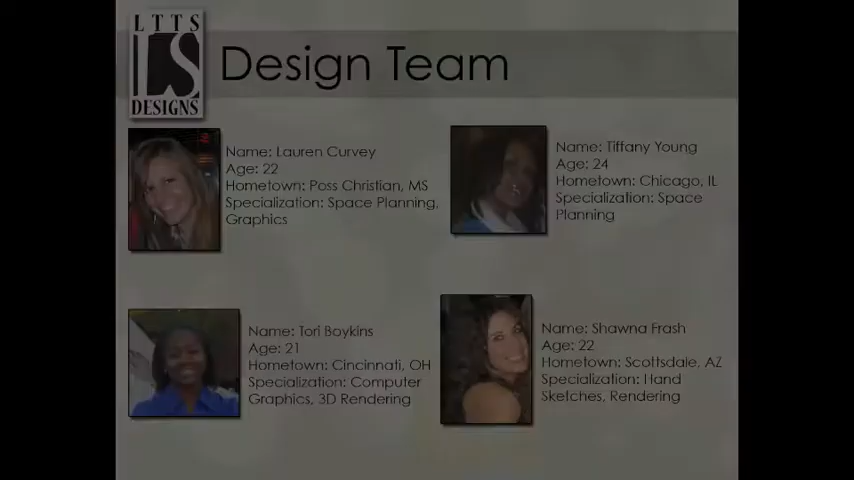 LTTS
LS
DESIGNS
Design Team
Name: Lauren Curvey
Age: 22
Hometown: Poss Christian, MS
Specialization: Space Planning,
Graphics
Name: Tiffany Young
Age: 24
Hometown: Chicago, IL
Specialization: Space
Planning
Name: Tori Boykins
Age: 21
Hometown: Cincinnati, OH
Specialization: Computer
Graphics, 3D Rendering
Name: Shawna Frash
Age: 22
Hometown: Scottsdale, AZ
Specialization: Hand
Sketches, Rendering